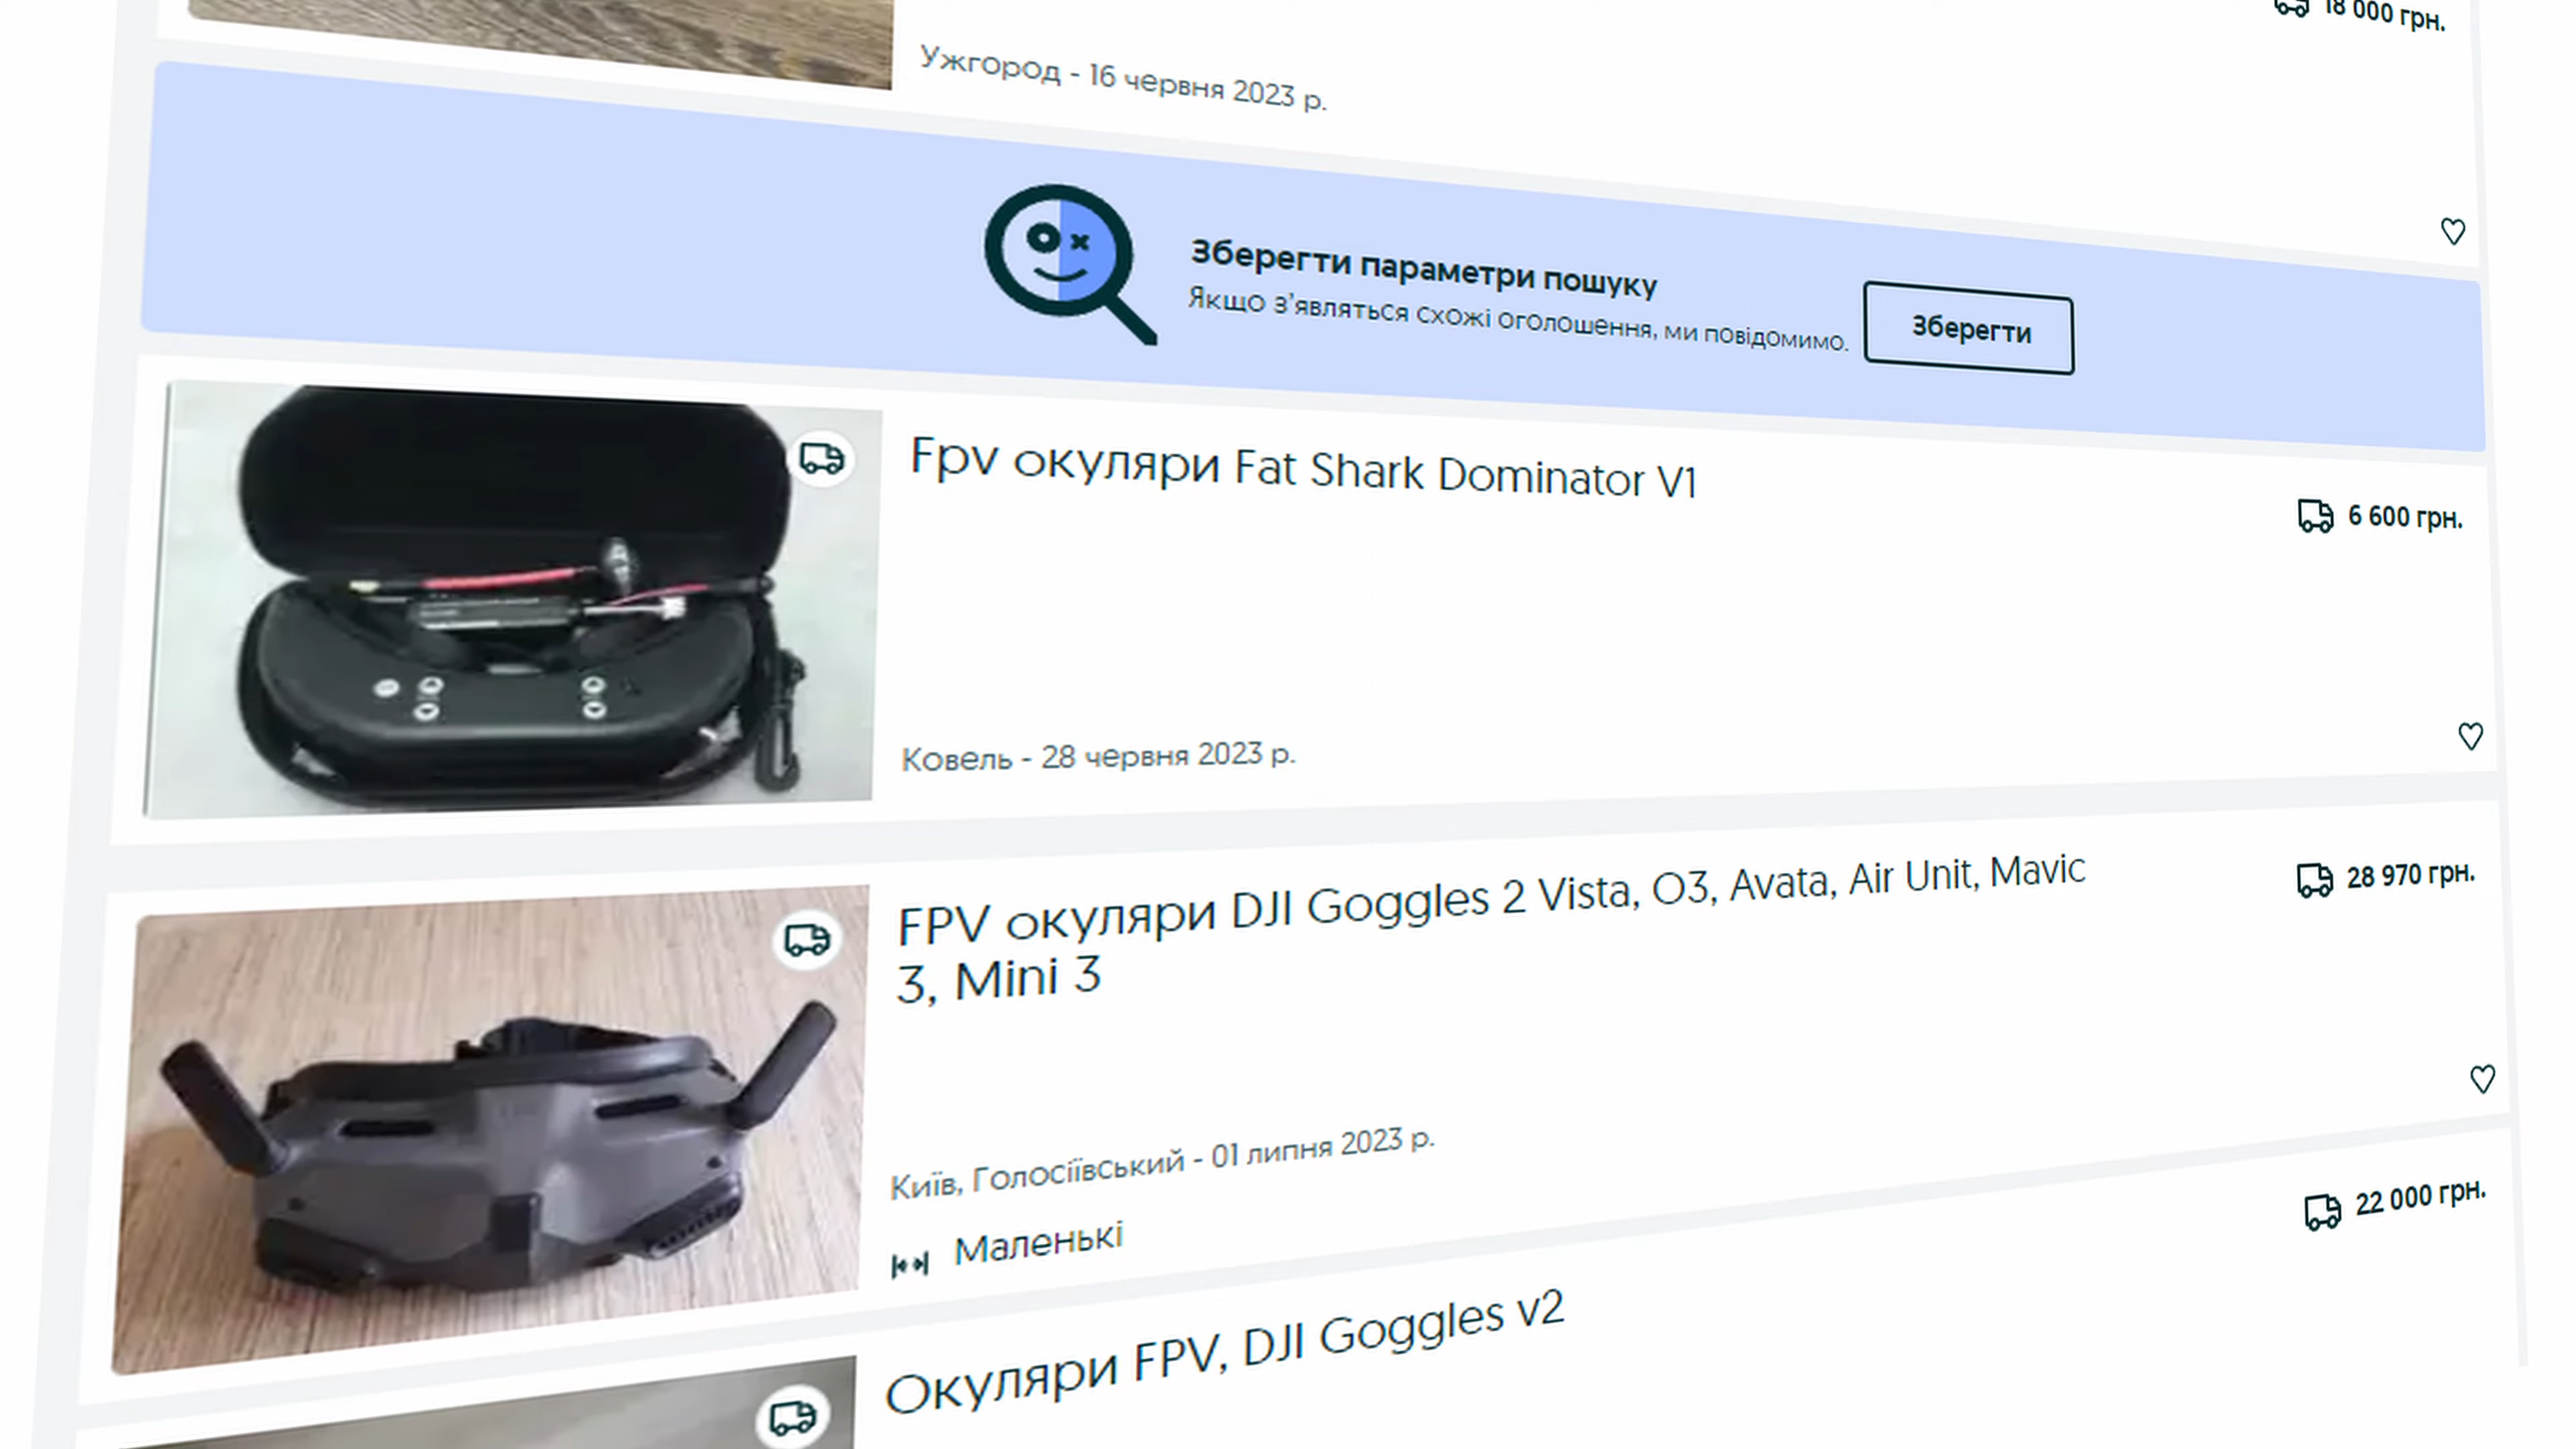 18 000 грн.
Ужгород - 16 червня 2023 р.
Зберегти параметри пошуку
Якщо з'являться схожі оголошення, ми повідомимо.
Зберегти
Fpv окуляри Fat Shark Dominator V1
6 600 грн.
Ковель - 28 червня 2023 р.
FPV окуляри DJI Goggles 2 Vista, O3, Avata, Air Unit, Mavic
3, Mini 3
28 970 грн.
Київ, Голосіївський - 01 липня 2023 р.
Маленькі
Окуляри FPV, DJI Goggles v2
22 000 грн.